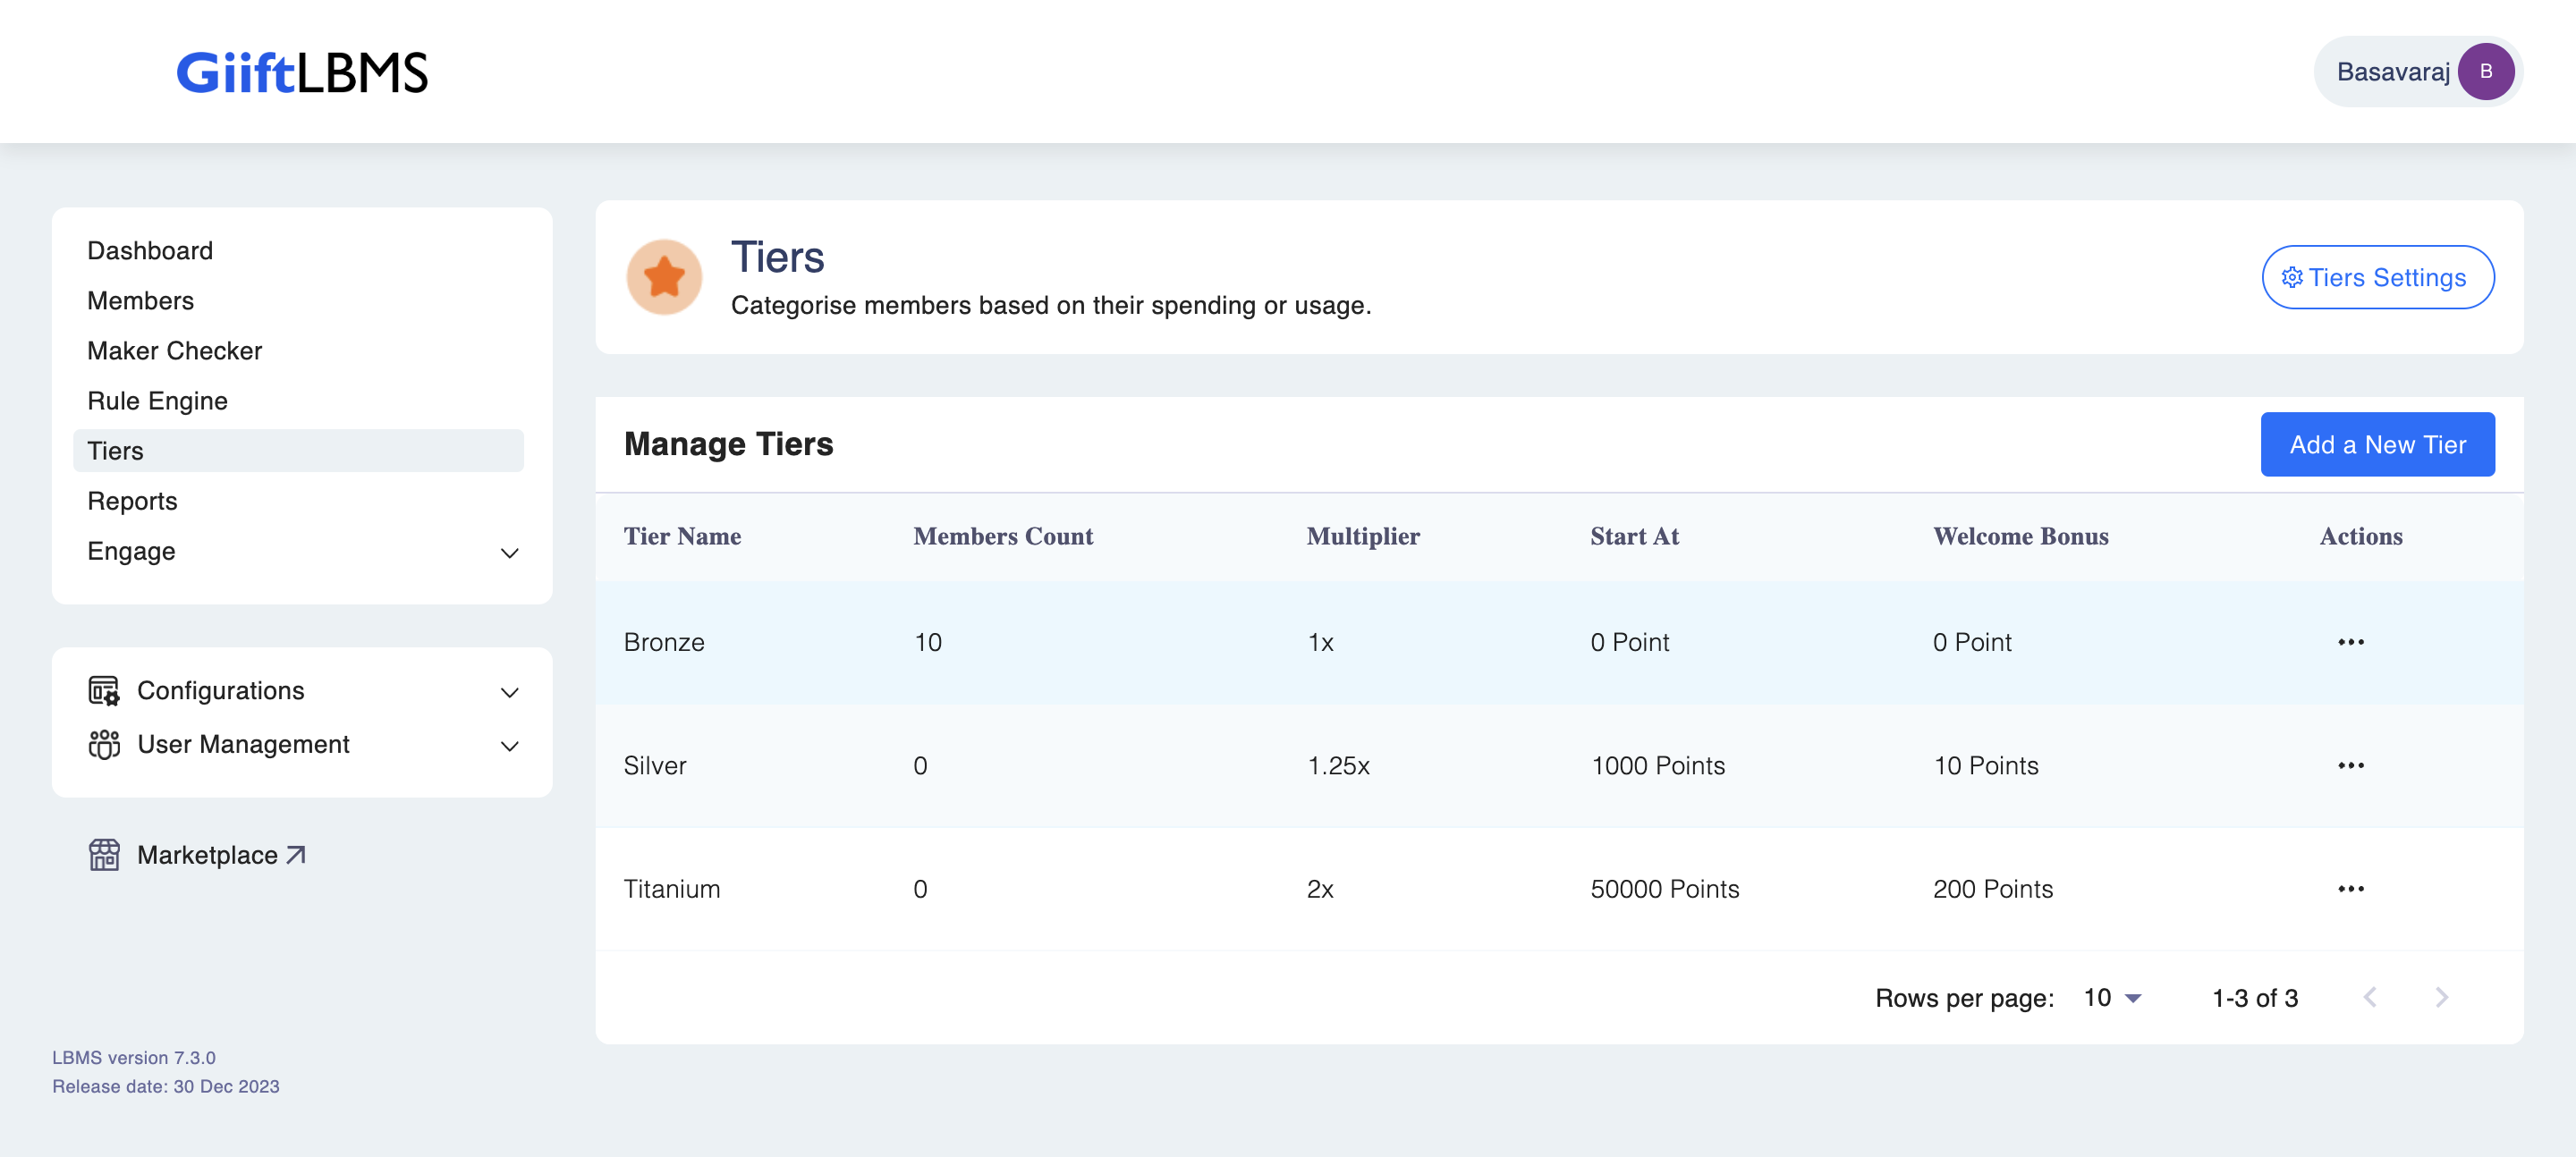 GiiftLBMS
Basavaraj B
Dashboard
Members
Maker Checker
Rule Engine
Tiers
Reports
Engage
Configurations
User Management
Marketplace
LBMS version 7.3.0
Release date: 30 Dec 2023
Tiers
Categorise members based on their spending or usage.
Tiers Settings
Manage Tiers
Add a New Tier
Tier Name Members Count Multiplier Start At Welcome Bonus Actions
Bronze 10 1x 0 Point 0 Point
Silver 0 1.25x 1000 Points 10 Points
Titanium 0 2x 50000 Points 200 Points
Rows per page: 10 1-3 of 3